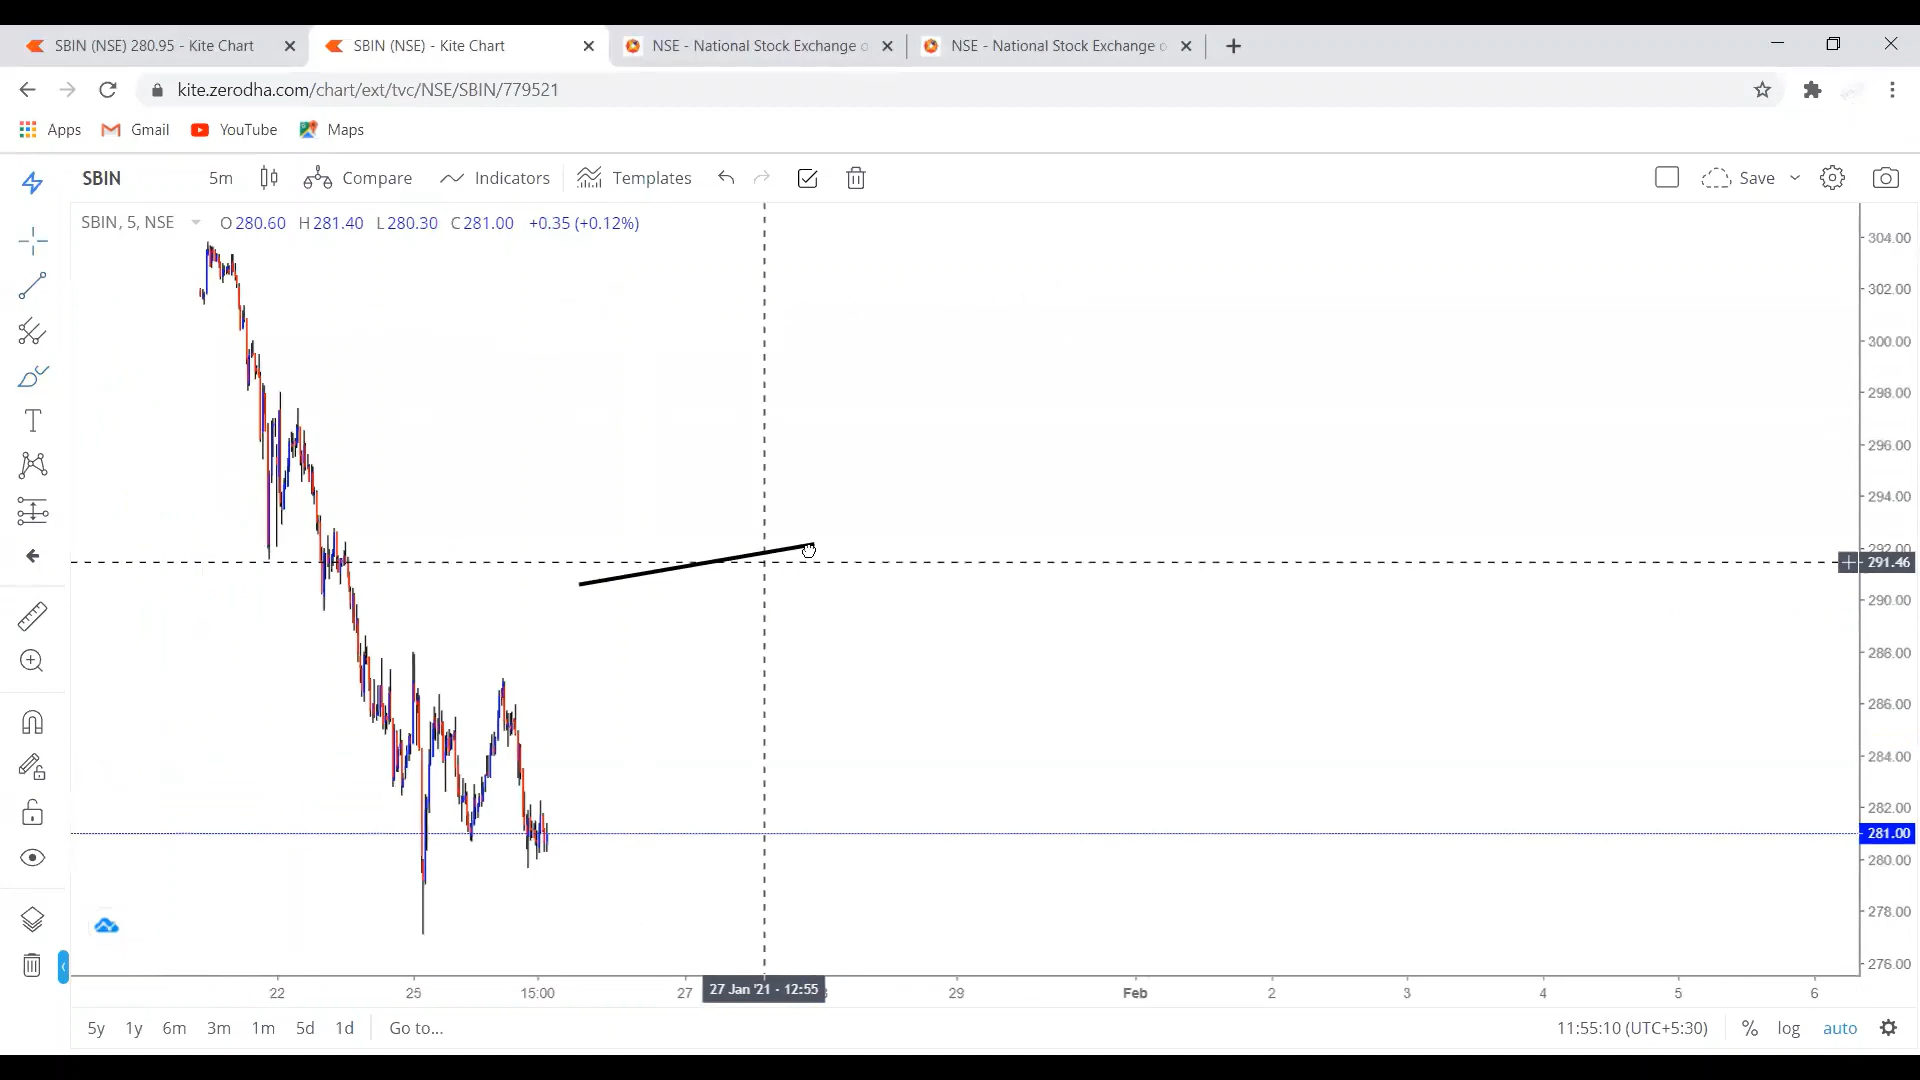 SBIN (NSE) 280.95 - Kite Chart
SBIN (NSE) - Kite Chart
NSE - National Stock Exchange o
NSE - National Stock Exchange o
kite.zerodha.com/chart/ext/tvc/NSE/SBIN/779521
Apps Gmail YouTube Maps
SBIN 5m Compare Indicators Templates Save
SBIN, 5, NSE O 280.60 H 281.40 L 280.30 C 281.00 +0.35 (+0.12%)
304.00
302.00
300.00
298.00
296.00
294.00
292.00
291.46
290.00
288.00
286.00
284.00
282.00
281.00
280.00
278.00
276.00
22 25 15:00 27 27 Jan '21 - 12:55 29 Feb 2 3 4 5 6
5y 1y 6m 3m 1m 5d 1d Go to... 11:55:10 (UTC+5:30) % log auto